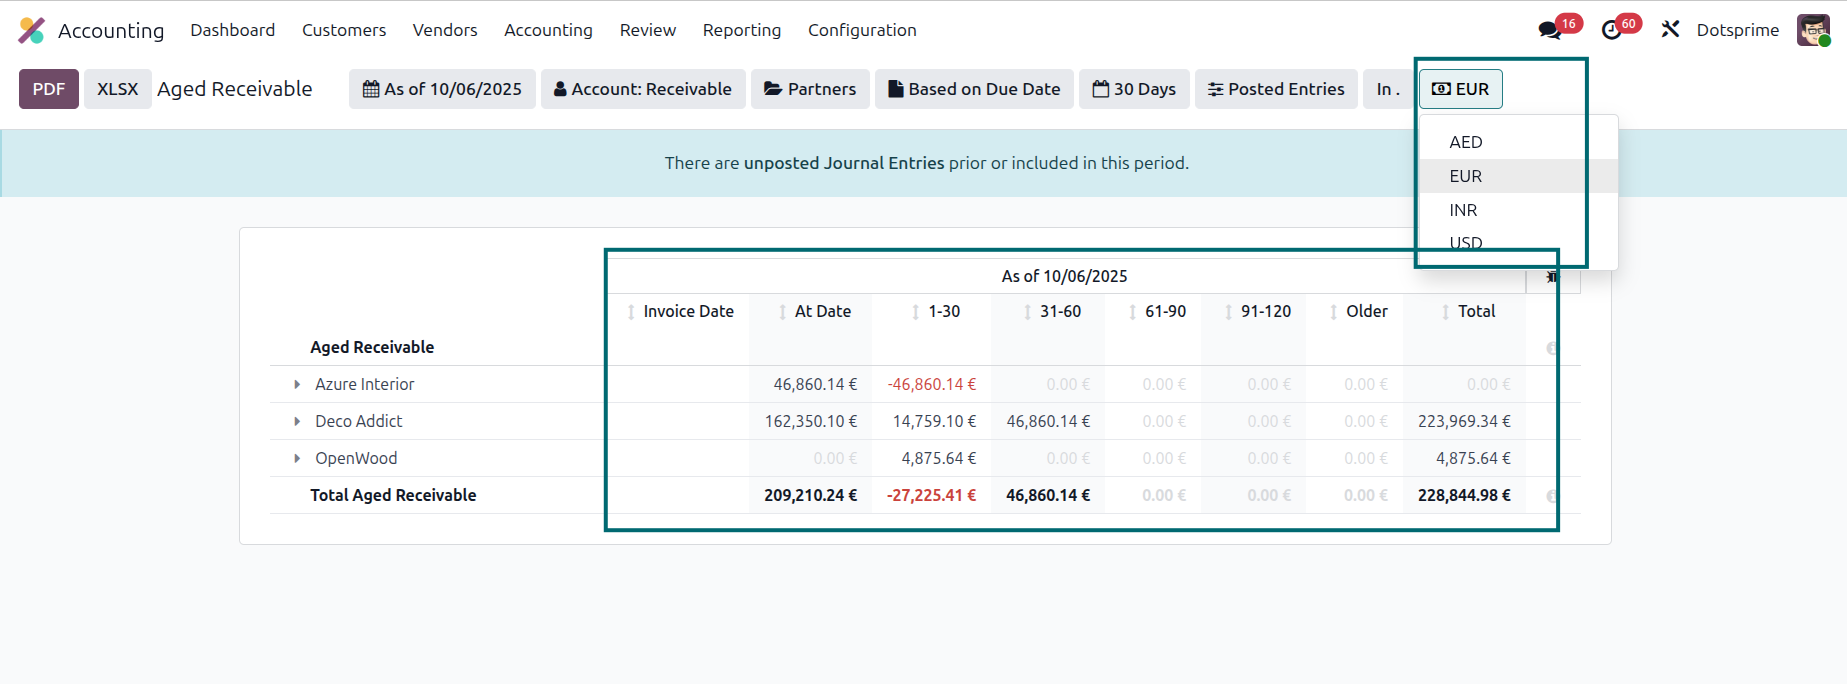 Accounting Dashboard Customers Vendors Accounting Review Reporting Configuration 16 60 Dotsprime
PDF XLSX Aged Receivable As of 10/06/2025 Account: Receivable Partners Based on Due Date 30 Days Posted Entries In . EUR
AED
EUR
INR
USD
There are unposted Journal Entries prior or included in this period.
As of 10/06/2025
Invoice Date At Date 1-30 31-60 61-90 91-120 Older Total
Aged Receivable
Azure Interior 46,860.14 € -46,860.14 € 0.00 € 0.00 € 0.00 € 0.00 € 0.00 €
Deco Addict 162,350.10 € 14,759.10 € 46,860.14 € 0.00 € 0.00 € 0.00 € 223,969.34 €
OpenWood 0.00 € 4,875.64 € 0.00 € 0.00 € 0.00 € 0.00 € 4,875.64 €
Total Aged Receivable 209,210.24 € -27,225.41 € 46,860.14 € 0.00 € 0.00 € 0.00 € 228,844.98 €